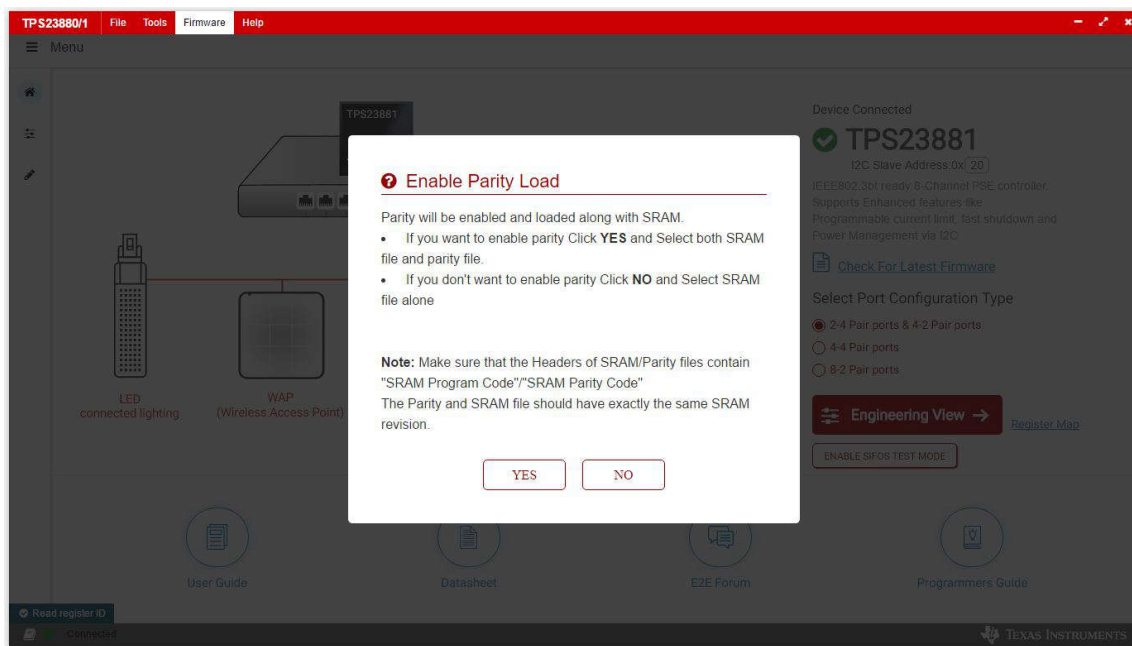 TPS23880/1 File Tools Firmware Help
Menu
TPS23881
Device Connected
TPS23881
I2C Slave Address:0x 20
IEEE802.3bt ready 8-Channel PSE controller.
Supports Enhanced features like
Programmable current limit, fast shutdown and
Power Management via I2C
Check For Latest Firmware
Select Port Configuration Type
2-4 Pair ports & 4-2 Pair ports
4-4 Pair ports
8-2 Pair ports
Engineering View
Register Map
ENABLE SIFOS TEST MODE
Enable Parity Load
Parity will be enabled and loaded along with SRAM.
• If you want to enable parity Click YES and Select both SRAM
file and parity file.
• If you don't want to enable parity Click NO and Select SRAM
file alone
Note: Make sure that the Headers of SRAM/Parity files contain
"SRAM Program Code"/"SRAM Parity Code"
The Parity and SRAM file should have exactly the same SRAM
revision.
YES NO
LED
connected lighting
WAP
(Wireless Access Point)
User Guide
Datasheet
E2E Forum
Programmers Guide
Read register ID
Connected
TEXAS INSTRUMENTS